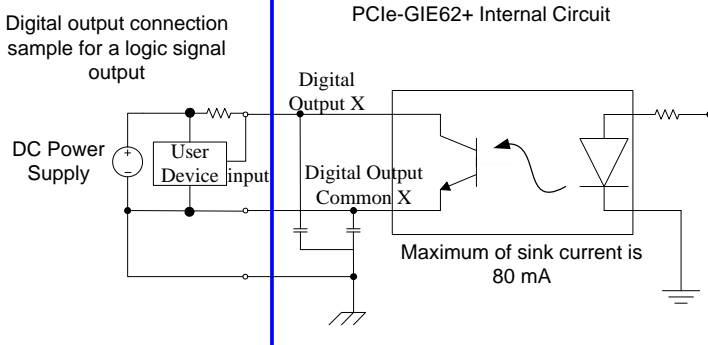 Digital output connection
sample for a logic signal
output
PCIe-GIE62+ Internal Circuit
Digital
Output X
DC Power
Supply
+
−
User
Device
input
Digital Output
Common X
Maximum of sink current is
80 mA